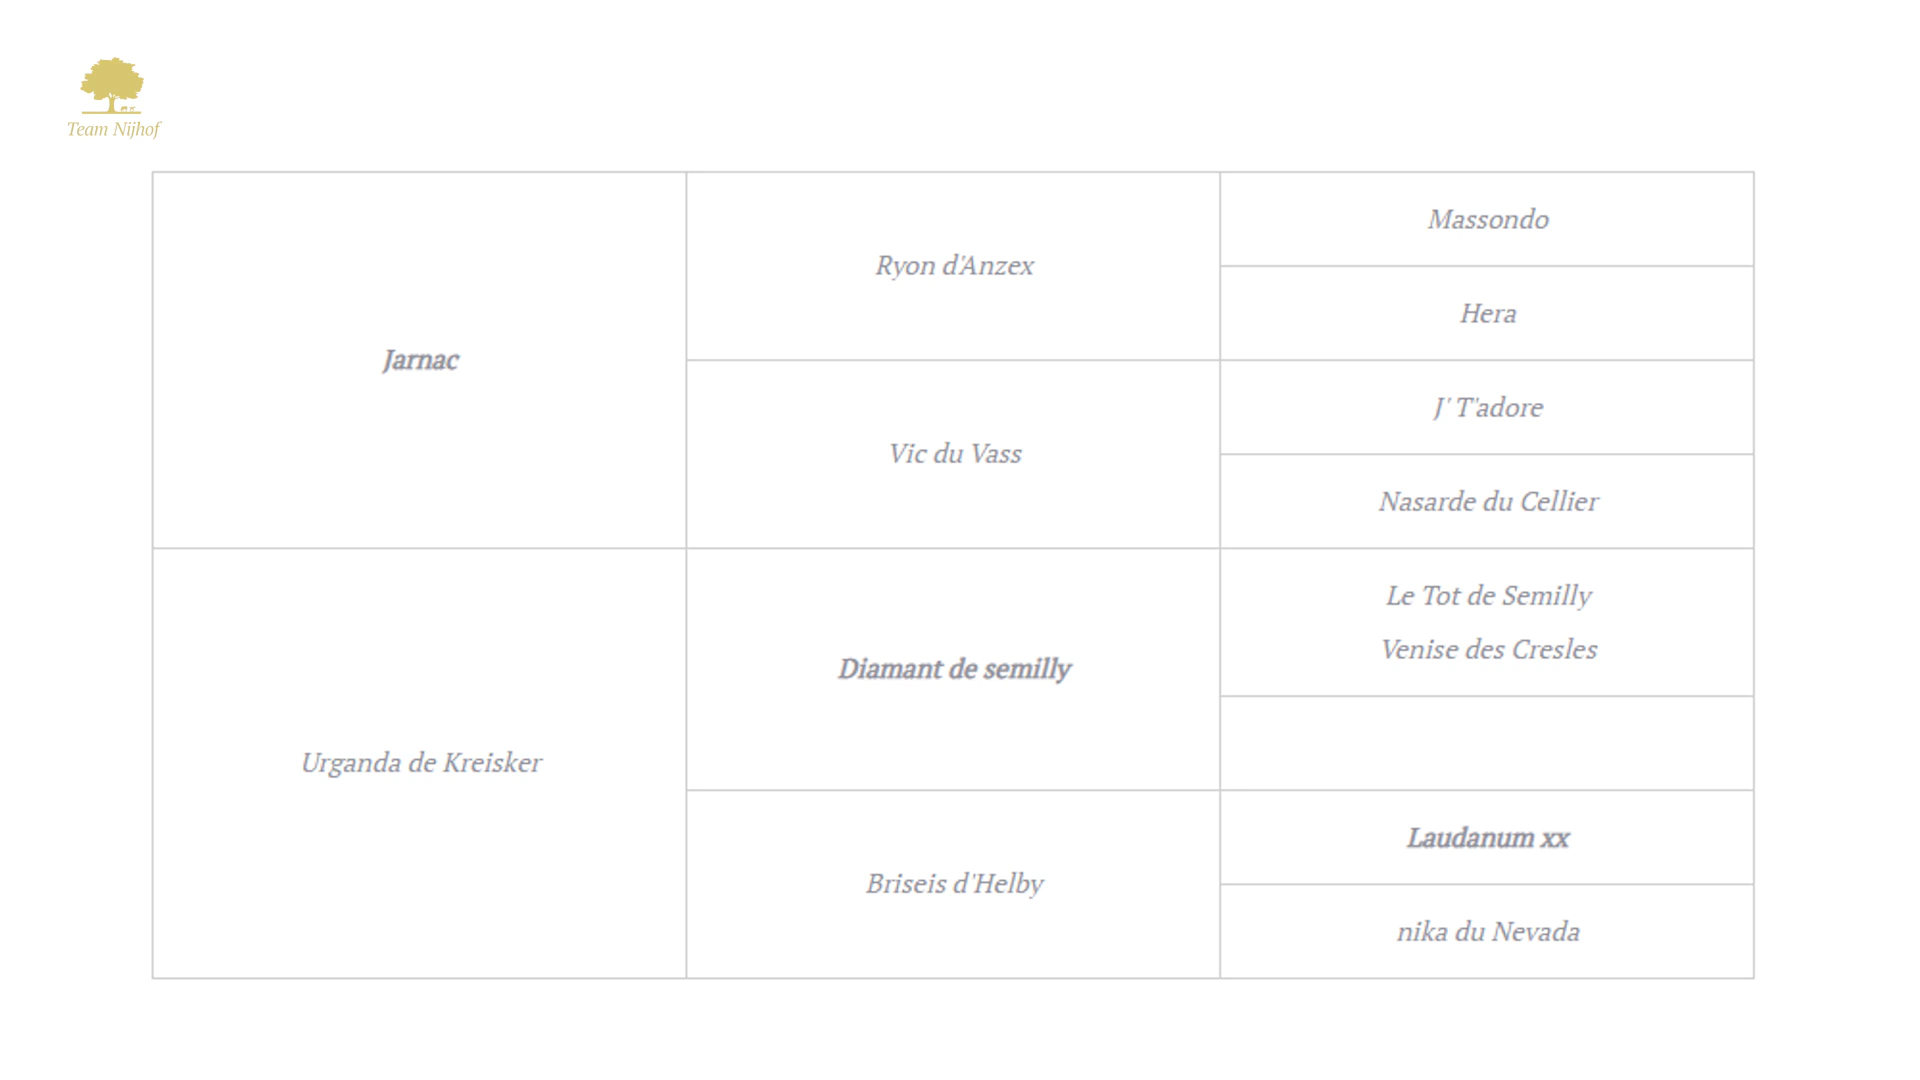 Team Nijhof
Jarnac
Ryon d'Anzex
Massondo
Hera
Vic du Vass
J' T'adore
Nasarde du Cellier
Urganda de Kreisker
Diamant de semilly
Le Tot de Semilly
Venise des Cresles
Briseis d'Helby
Laudanum xx
nika du Nevada